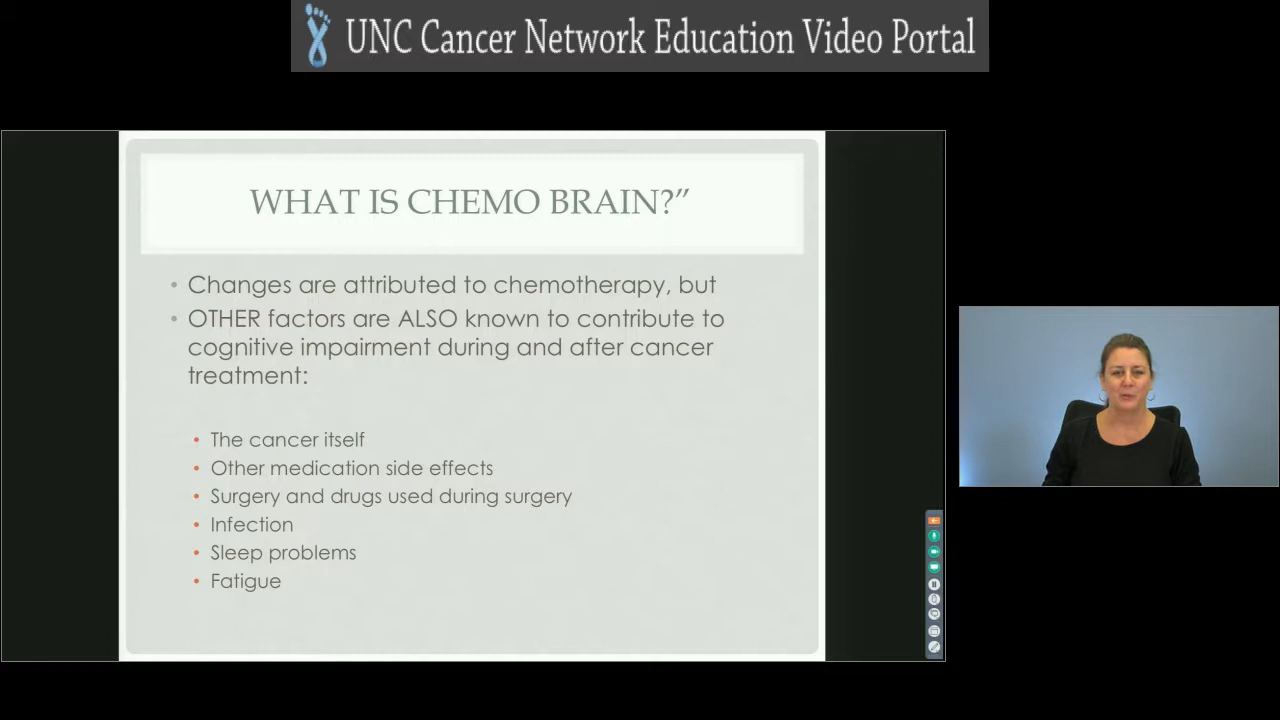 UNC Cancer Network Education Video Portal
WHAT IS CHEMO BRAIN?”
• Changes are attributed to chemotherapy, but
• OTHER factors are ALSO known to contribute to
cognitive impairment during and after cancer
treatment:
• The cancer itself
• Other medication side effects
• Surgery and drugs used during surgery
• Infection
• Sleep problems
• Fatigue